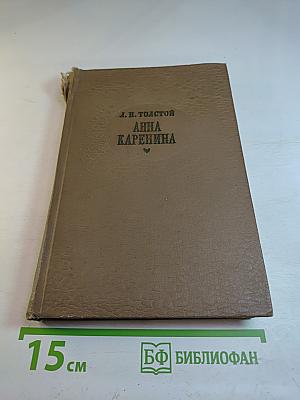 Л. Н. ТОЛСТОЙ
АННА
КАРЕНИНА
15 см
БФ БИБЛИОФАН